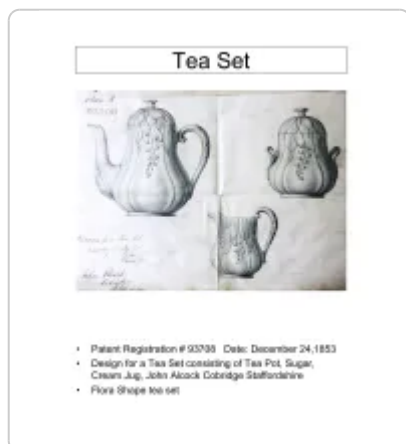 Tea Set
• Patent Registration # 93708 Date: December 24,1853
• Design for a Tea Set consisting of Tea Pot, Sugar,
Cream Jug, John Alcock Cobridge Staffordshire
• Flora Shape tea set